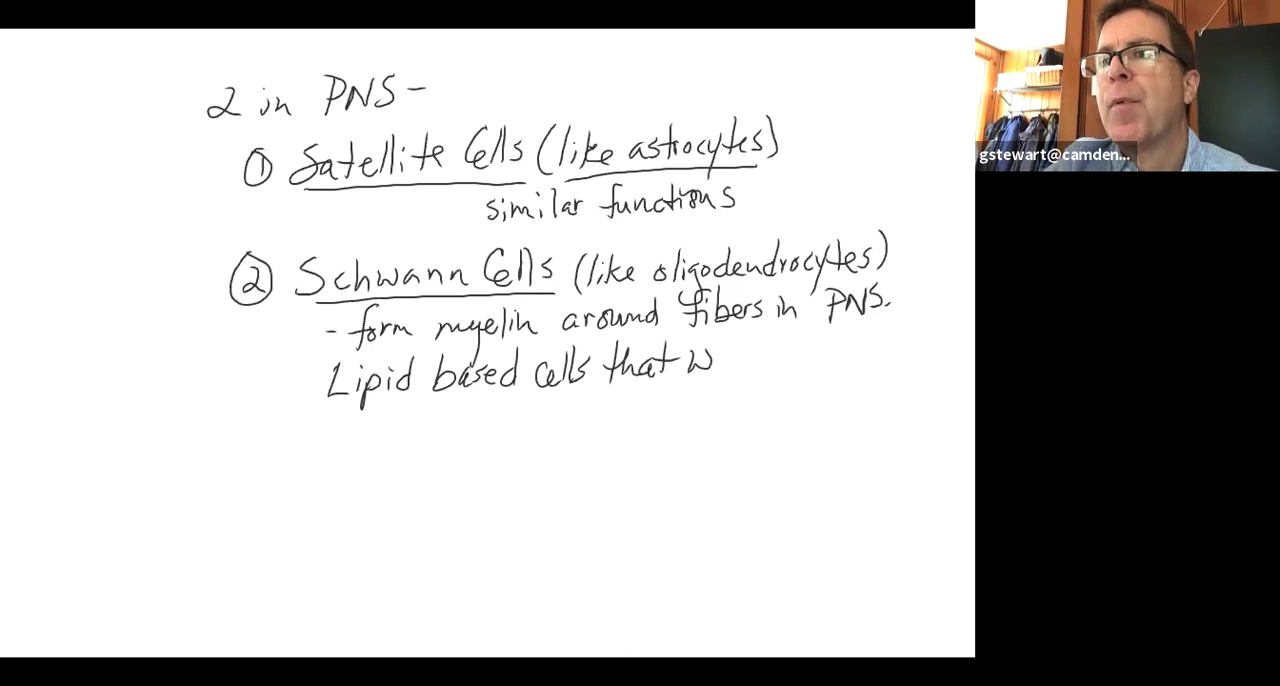 2 in PNS -
① Satellite Cells (like astrocytes)
similar functions
② Schwann Cells (like oligodendrocytes)
- form myelin around fibers in PNS.
Lipid based cells that w
gstewart@camden...